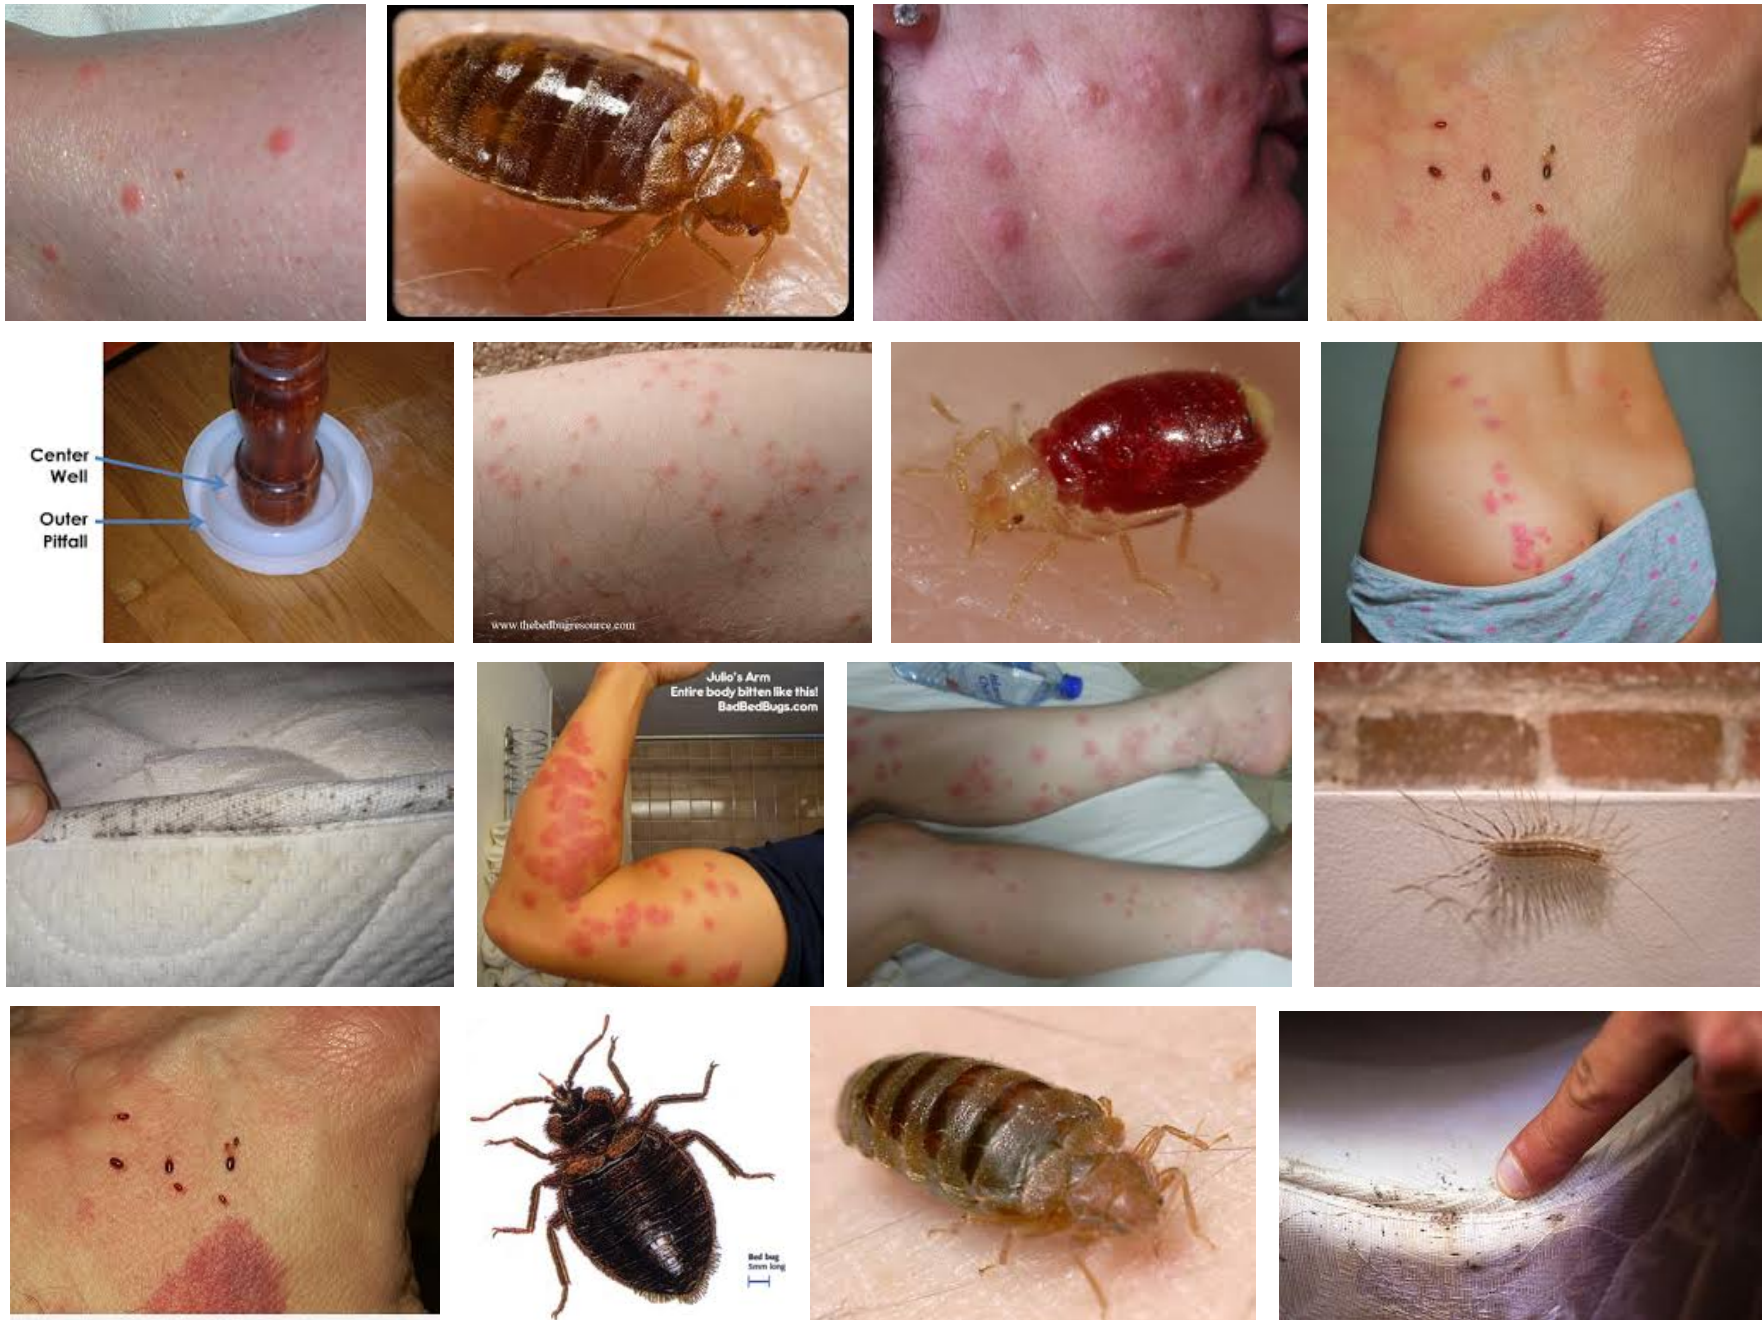 Center
Well
Outer
Pitfall
www.thebedbugresource.com
Julio's Arm
Entire body bitten like this!
BadBedBugs.com
Bed bug
5mm long